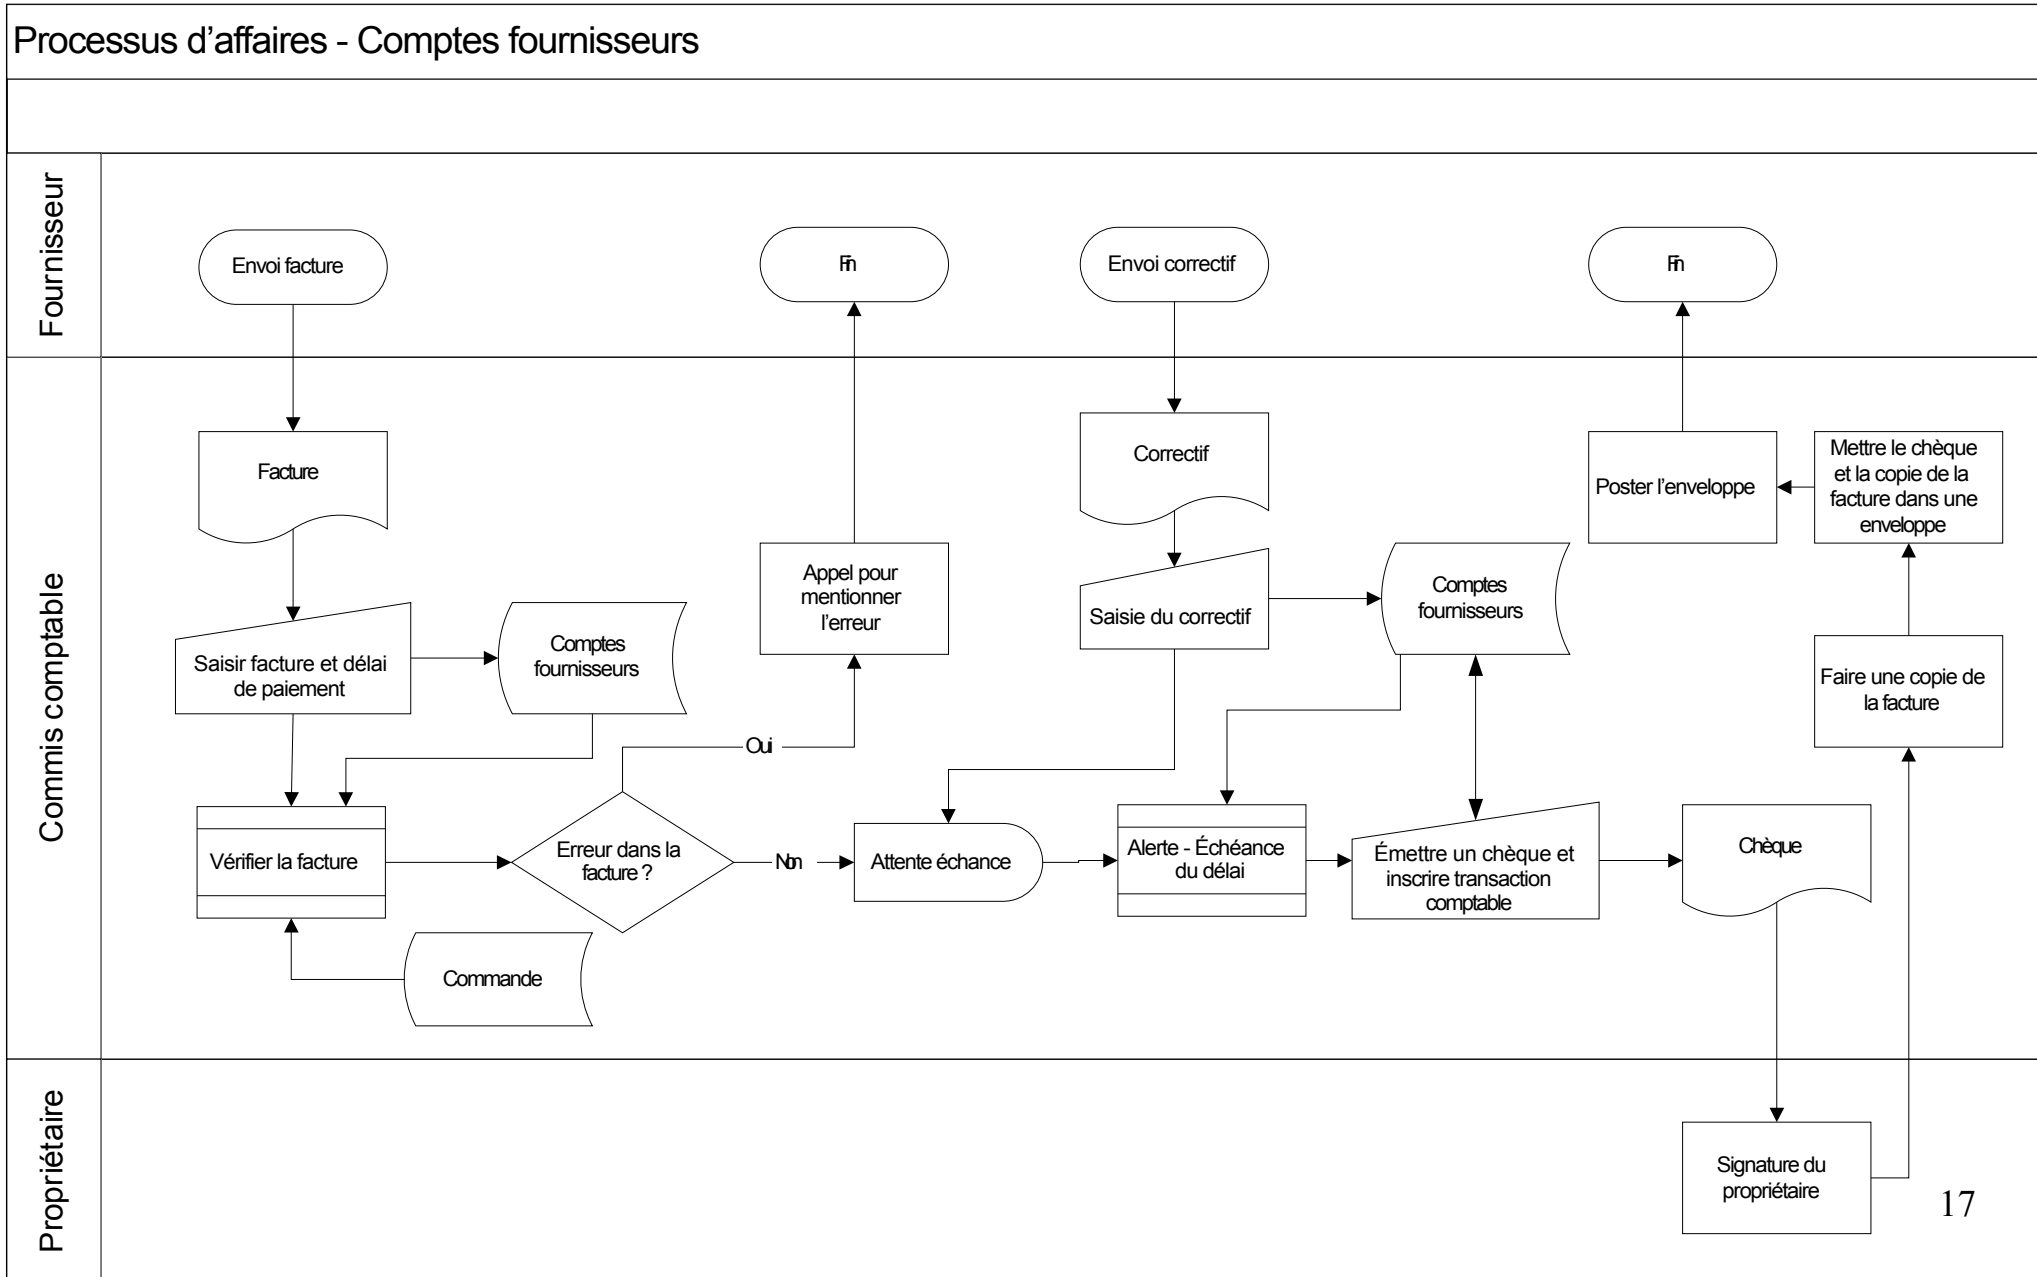 Processus d'affaires - Comptes fournisseurs
Fournisseur
Envoi facture
Fin
Envoi correctif
Fin
Commis comptable
Facture
Correctif
Poster l'enveloppe
Mettre le chèque
et la copie de la
facture dans une
enveloppe
Appel pour
mentionner
l'erreur
Saisie du correctif
Comptes
fournisseurs
Saisir facture et délai
de paiement
Comptes
fournisseurs
Faire une copie de
la facture
Oui
Vérifier la facture
Erreur dans la
facture ?
Non
Attente échance
Alerte - Échéance
du délai
Émettre un chèque et
inscrire transaction
comptable
Chèque
Commande
Propriétaire
Signature du
propriétaire
17